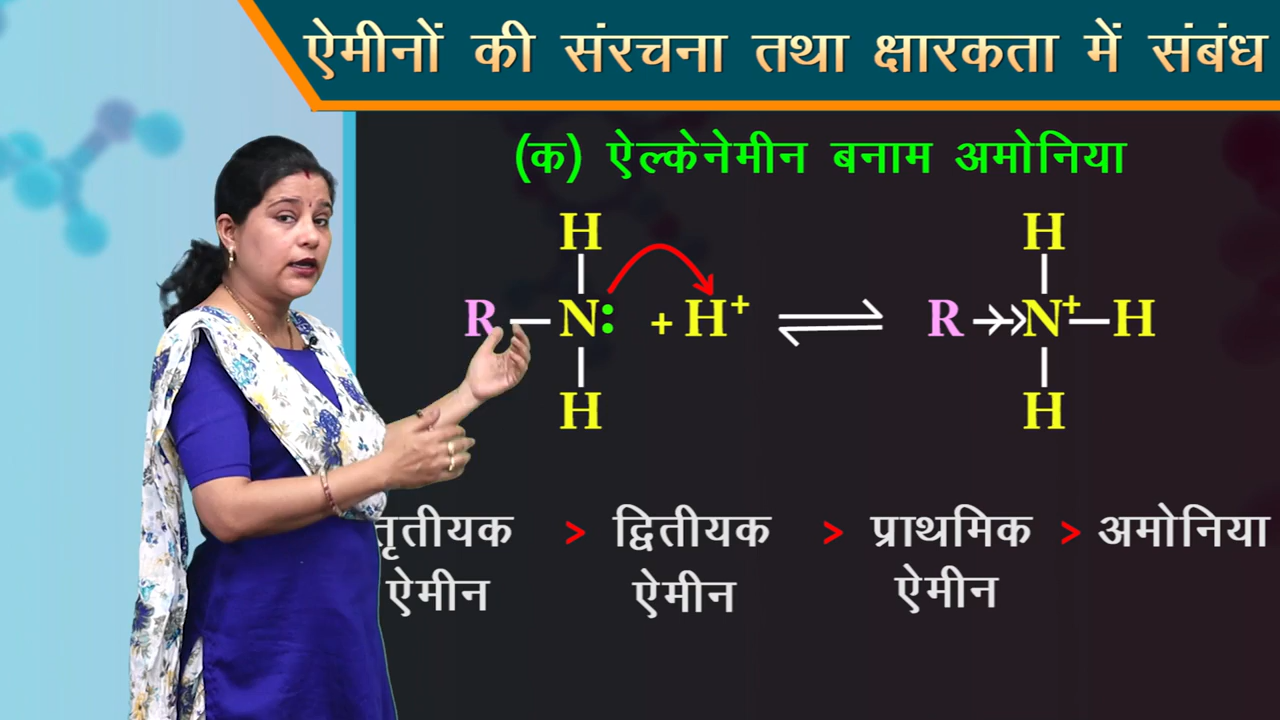 ऐमीनों की संरचना तथा क्षारकता में संबंध
(क) ऐल्केनेमीन बनाम अमोनिया
H H
R — N: + H⁺ ⇌ R →» N⁺ — H
H H
तृतीयक > द्वितीयक > प्राथमिक > अमोनिया
ऐमीन ऐमीन ऐमीन